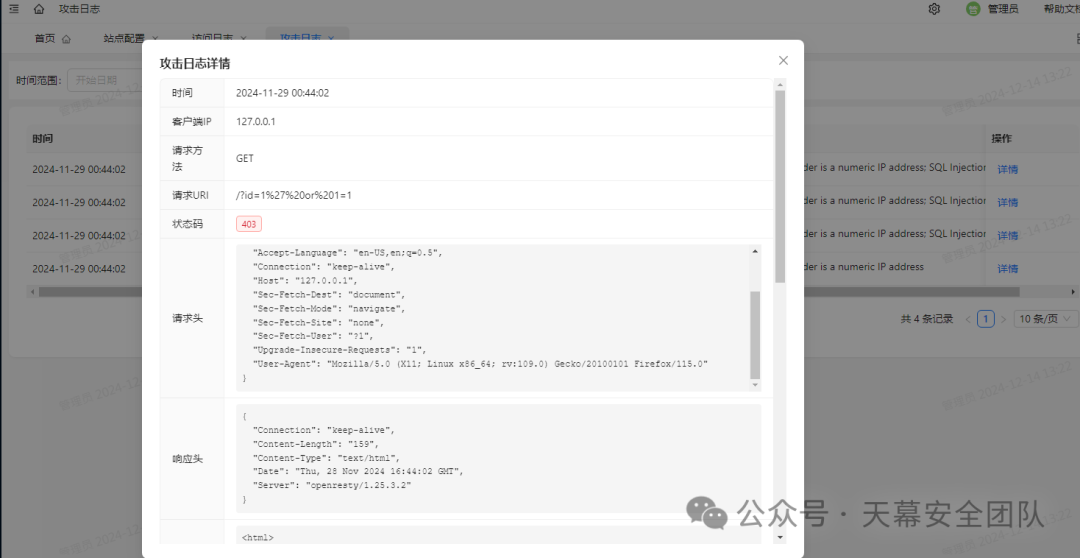 攻击日志
管理员
帮助文档
首页
站点配置
访问日志
攻击日志
时间范围:
开始日期
时间
操作
2024-11-29 00:44:02
der is a numeric IP address; SQL Injection
详情
2024-11-29 00:44:02
der is a numeric IP address; SQL Injection
详情
2024-11-29 00:44:02
der is a numeric IP address; SQL Injection
详情
2024-11-29 00:44:02
der is a numeric IP address
详情
共 4 条记录
1
10 条/页
攻击日志详情
时间 2024-11-29 00:44:02
客户端IP 127.0.0.1
请求方法 GET
请求URI /?id=1%27%20or%201=1
状态码 403
请求头
"Accept-Language": "en-US,en;q=0.5",
"Connection": "keep-alive",
"Host": "127.0.0.1",
"Sec-Fetch-Dest": "document",
"Sec-Fetch-Mode": "navigate",
"Sec-Fetch-Site": "none",
"Sec-Fetch-User": "?1",
"Upgrade-Insecure-Requests": "1",
"User-Agent": "Mozilla/5.0 (X11; Linux x86_64; rv:109.0) Gecko/20100101 Firefox/115.0"
}
响应头
{
"Connection": "keep-alive",
"Content-Length": "159",
"Content-Type": "text/html",
"Date": "Thu, 28 Nov 2024 16:44:02 GMT",
"Server": "openresty/1.25.3.2"
}
<html>
公众号 · 天幕安全团队
管理员 2024-12-14 13:22